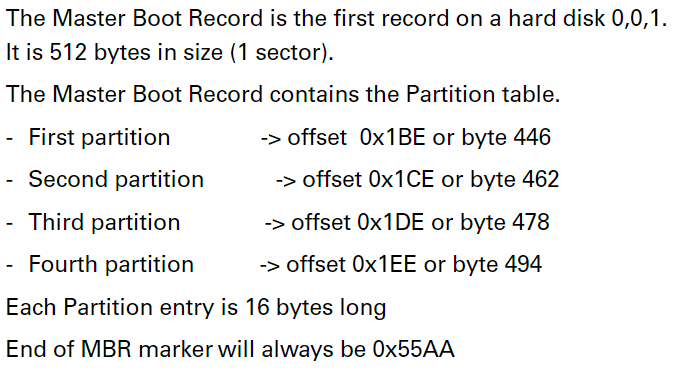 The Master Boot Record is the first record on a hard disk 0,0,1.
It is 512 bytes in size (1 sector).
The Master Boot Record contains the Partition table.
- First partition -> offset 0x1BE or byte 446
- Second partition -> offset 0x1CE or byte 462
- Third partition -> offset 0x1DE or byte 478
- Fourth partition -> offset 0x1EE or byte 494
Each Partition entry is 16 bytes long
End of MBR marker will always be 0x55AA